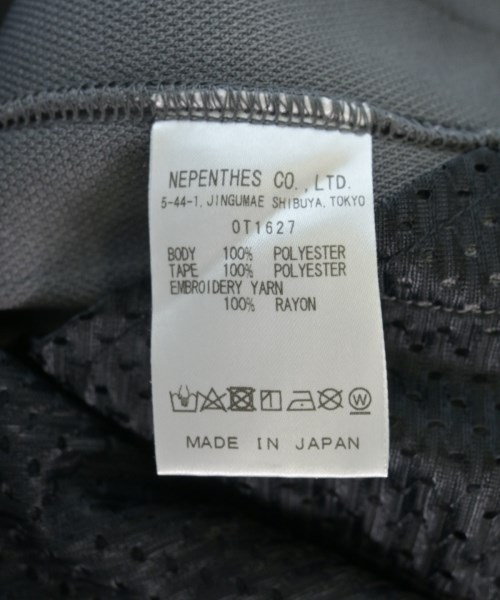 NEPENTHES CO., LTD.
5-44-1, JINGUMAE SHIBUYA, TOKYO
OT1627
BODY 100% POLYESTER
TAPE 100% POLYESTER
EMBROIDERY YARN
100% RAYON
W
MADE IN JAPAN